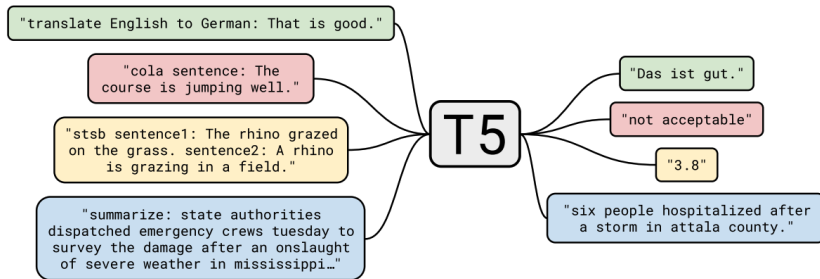 "translate English to German: That is good."
"cola sentence: The
course is jumping well."
"stsb sentence1: The rhino grazed
on the grass. sentence2: A rhino
is grazing in a field."
"summarize: state authorities
dispatched emergency crews tuesday to
survey the damage after an onslaught
of severe weather in mississippi…"
T5
"Das ist gut."
"not acceptable"
"3.8"
"six people hospitalized after
a storm in attala county."